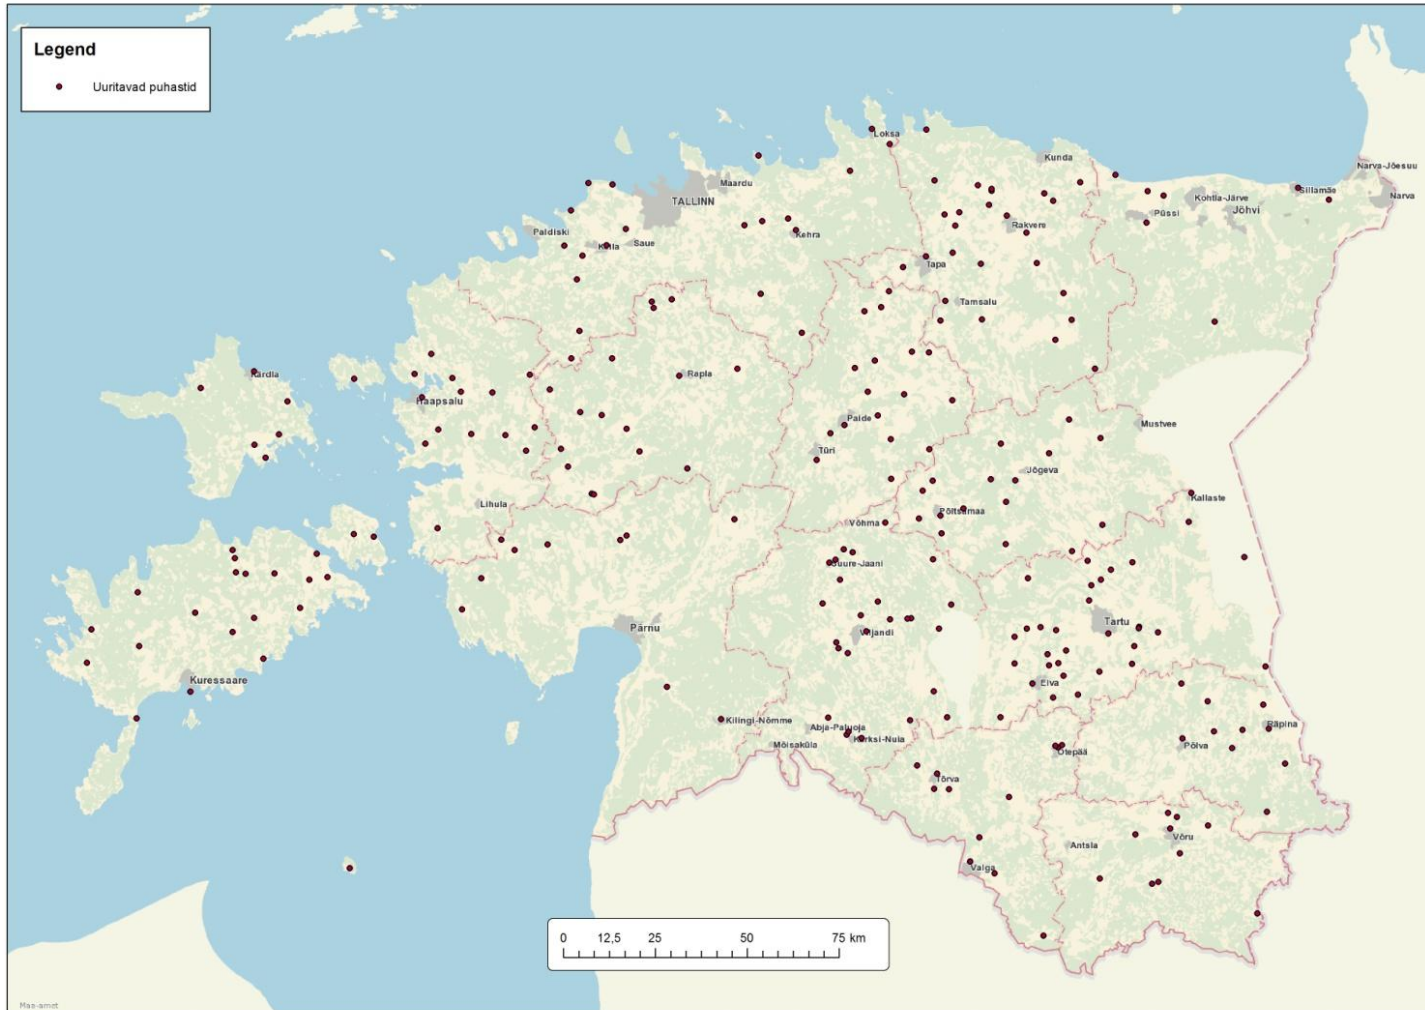 Legend
Uuritavad puhastid
Loksa
Kunda
Narva-Jõesuu
Maardu
Sillamäe
Kohtla-Järve
Narva
TALLINN
Püssi
Jõhvi
Rakvere
Paldiski
Kehra
Saue
Keila
Tapa
Tamsalu
Kärdla
Rapla
Haapsalu
Paide
Mustvee
Türi
Jõgeva
Kallaste
Lihula
Põltsamaa
Võhma
Suure-Jaani
Tartu
Pärnu
Viljandi
Kuressaare
Elva
Kilingi-Nõmme
Abja-Paluoja
Räpina
Karksi-Nuia
Mõisaküla
Põlva
Otepää
Tõrva
Võru
Antsla
Valga
0 12,5 25 50 75 km
Maa-amet